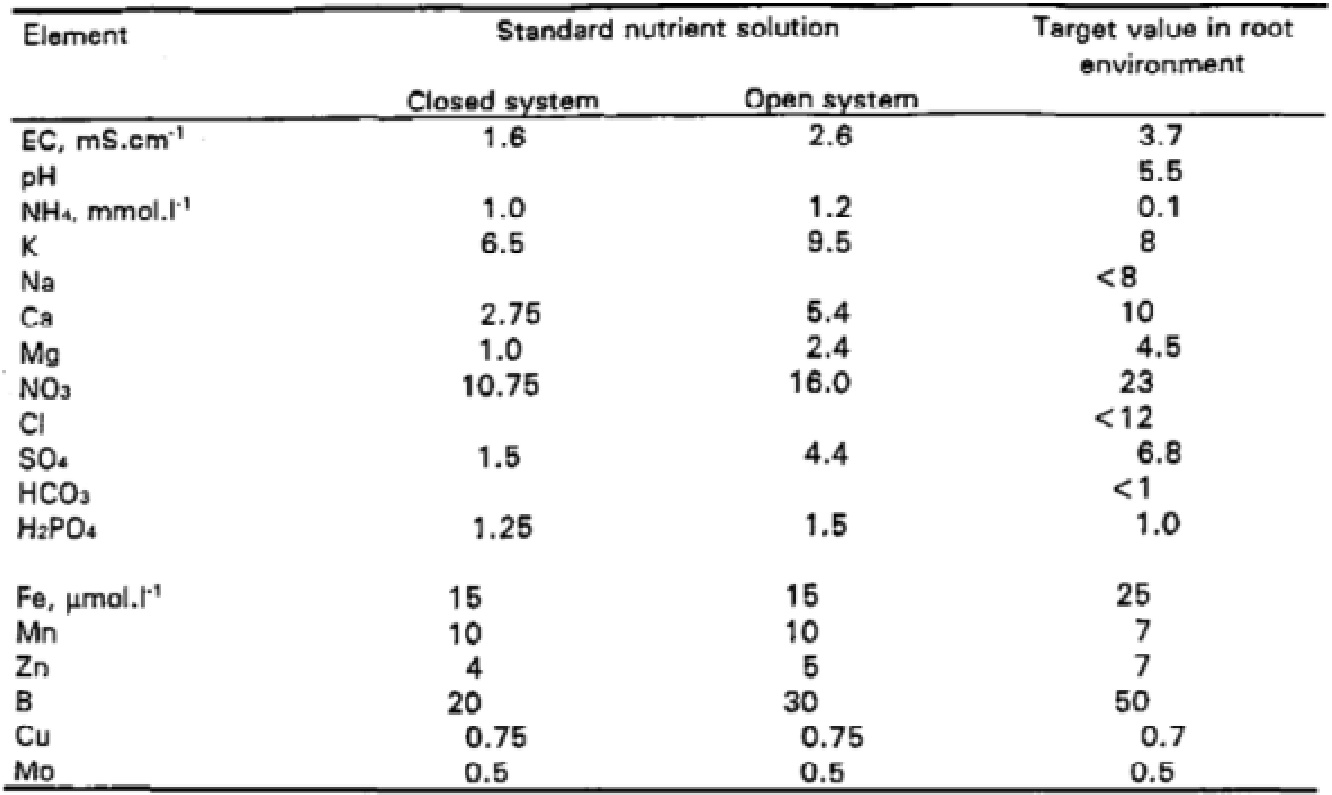 Element Standard nutrient solution Target value in root
environment
Closed system Open system
EC, mS.cm⁻¹ 1.6 2.6 3.7
pH 5.5
NH₄, mmol.l⁻¹ 1.0 1.2 0.1
K 6.5 9.5 8
Na <8
Ca 2.75 5.4 10
Mg 1.0 2.4 4.5
NO₃ 10.75 16.0 23
Cl <12
SO₄ 1.5 4.4 6.8
HCO₃ <1
H₂PO₄ 1.25 1.5 1.0
Fe, µmol.l⁻¹ 15 15 25
Mn 10 10 7
Zn 4 5 7
B 20 30 50
Cu 0.75 0.75 0.7
Mo 0.5 0.5 0.5